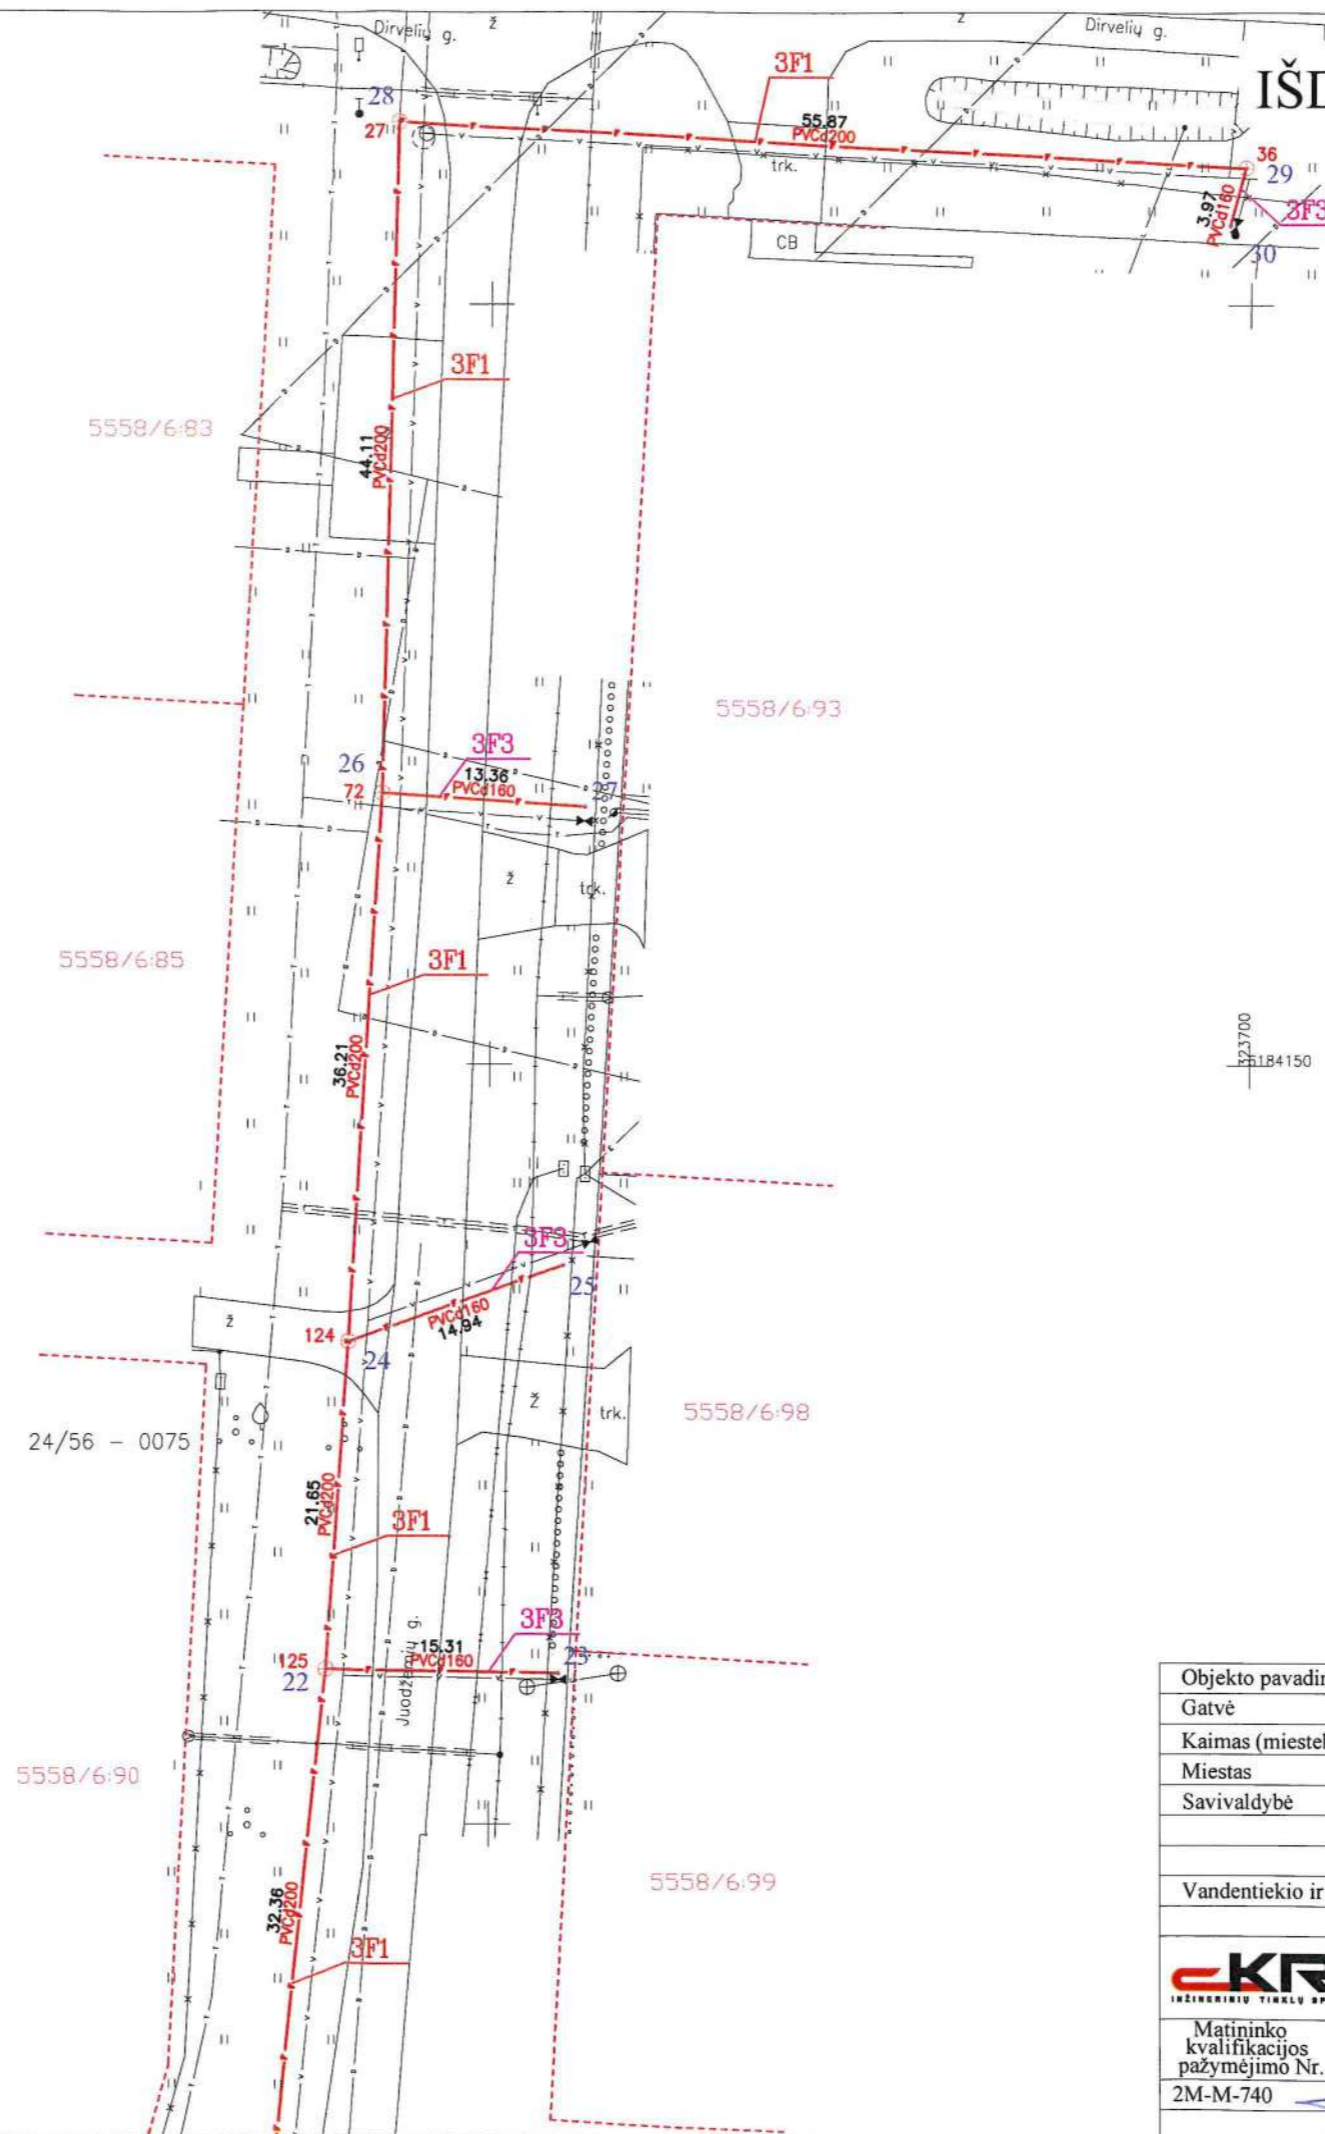 Dirvelių g.
ž
ž
Dirvelių g.
IŠD
3F1
28
27
55.87
PVCd200
trk.
36
29
3F3
3.97
PVCd160
30
CB
3F1
5558/6:83
44.11
PVCd200
5558/6:93
26
3F3
13.36
72
PVCd160
27
ž
trk.
5558/6:85
3F1
36.21
PVCd200
323700
6184150
3F3
25
PVCd160
14.94
124
24
ž
ž
trk.
5558/6:98
24/56 - 0075
21.65
PVCd200
3F1
Juodžemių g.
3F3
15.31
PVCd160
23
125
22
5558/6:90
5558/6:99
32.36
PVCd200
3F1
Objekto pavadin
Gatvė
Kaimas (miestel
Miestas
Savivaldybė
Vandentiekio ir
KR
INŽINERINIŲ TINKLŲ SP
Matininko
kvalifikacijos
pažymėjimo Nr.
2M-M-740